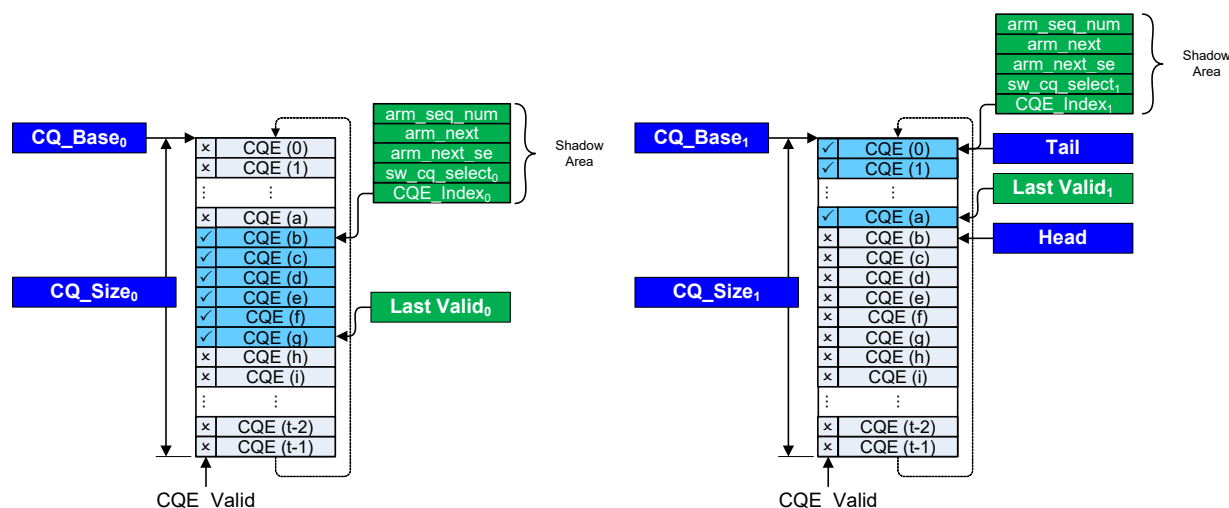 arm_seq_num
arm_next
arm_next_se
sw_cq_select₀
CQE_Index₀
Shadow
Area
CQ_Base₀
CQ_Size₀
× CQE (0)
× CQE (1)
⋮ ⋮
× CQE (a)
✓ CQE (b)
✓ CQE (c)
✓ CQE (d)
✓ CQE (e)
✓ CQE (f)
✓ CQE (g)
× CQE (h)
× CQE (i)
⋮ ⋮
× CQE (t-2)
× CQE (t-1)
Last Valid₀
CQE Valid
arm_seq_num
arm_next
arm_next_se
sw_cq_select₁
CQE_Index₁
Shadow
Area
CQ_Base₁
CQ_Size₁
✓ CQE (0)
✓ CQE (1)
⋮ ⋮
✓ CQE (a)
× CQE (b)
× CQE (c)
× CQE (d)
× CQE (e)
× CQE (f)
× CQE (g)
× CQE (h)
× CQE (i)
⋮ ⋮
× CQE (t-2)
× CQE (t-1)
Tail
Last Valid₁
Head
CQE Valid